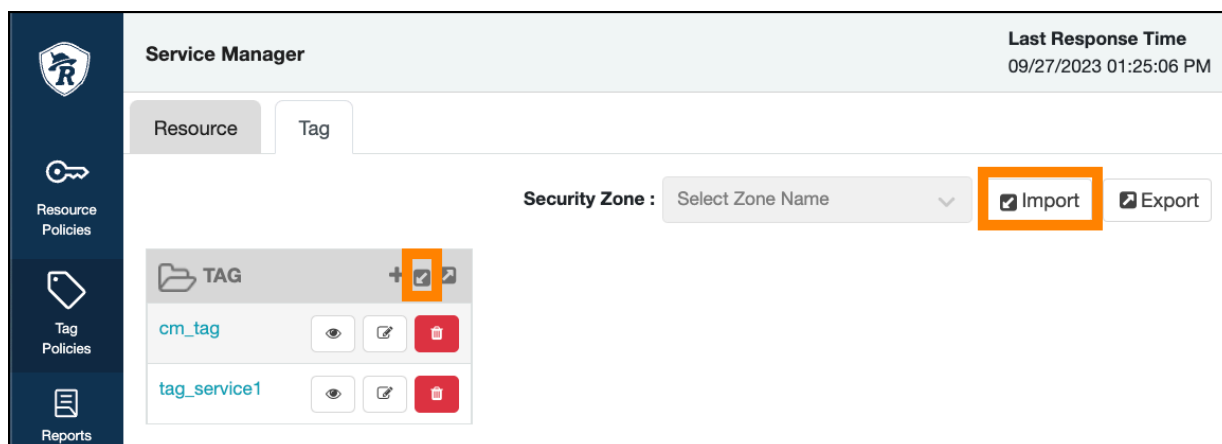 Service Manager
Last Response Time
09/27/2023 01:25:06 PM
Resource
Tag
Security Zone :
Select Zone Name
Import
Export
Resource
Policies
TAG
Tag
Policies
cm_tag
tag_service1
Reports